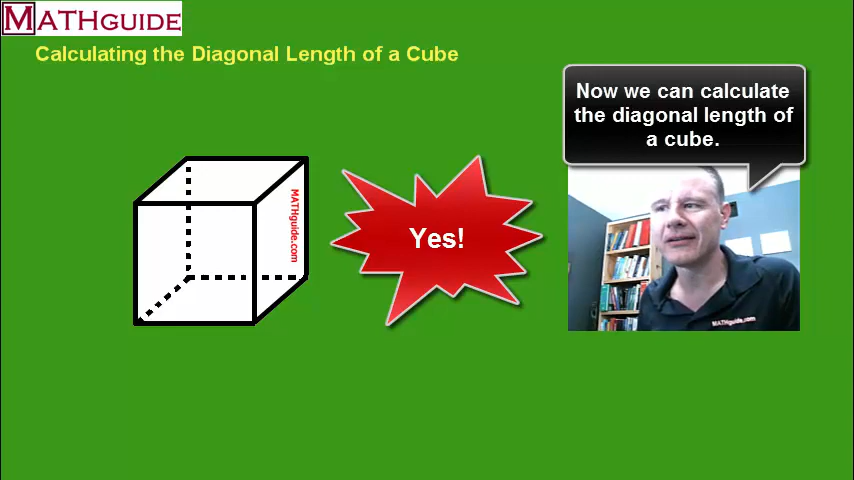 MATHGUIDE
Calculating the Diagonal Length of a Cube
Now we can calculate
the diagonal length of
a cube.
MATHguide.com
Yes!
MATHguide.com